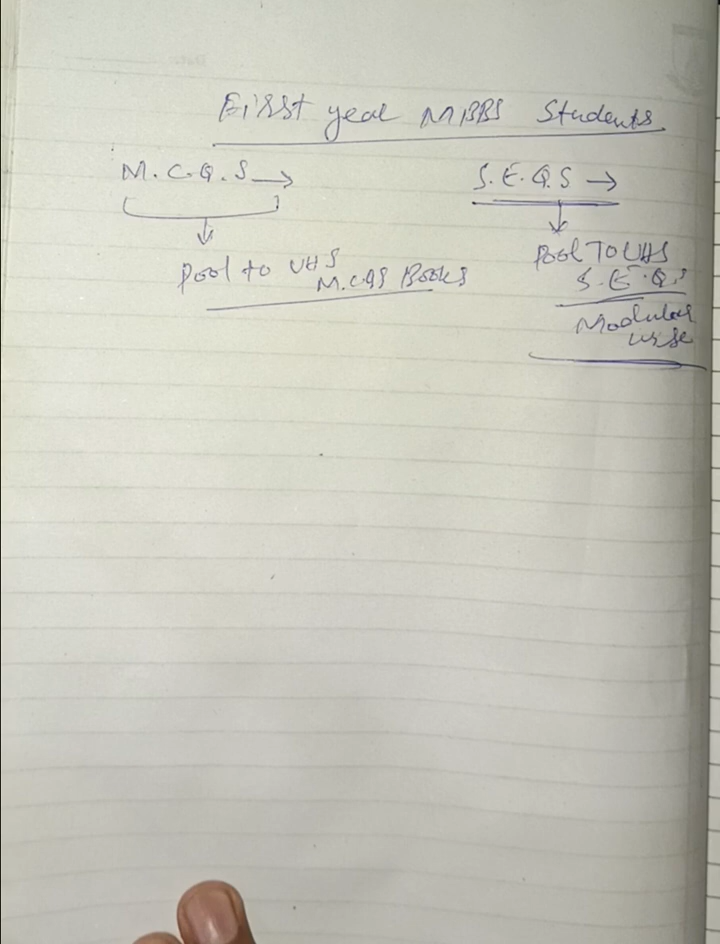 First year MBBS Students
M.C.Q.S →
S.E.Q.S →
Pool to UHS
M.CQS Books
Pool To UHS
S.E.Q.S
Modular
wise